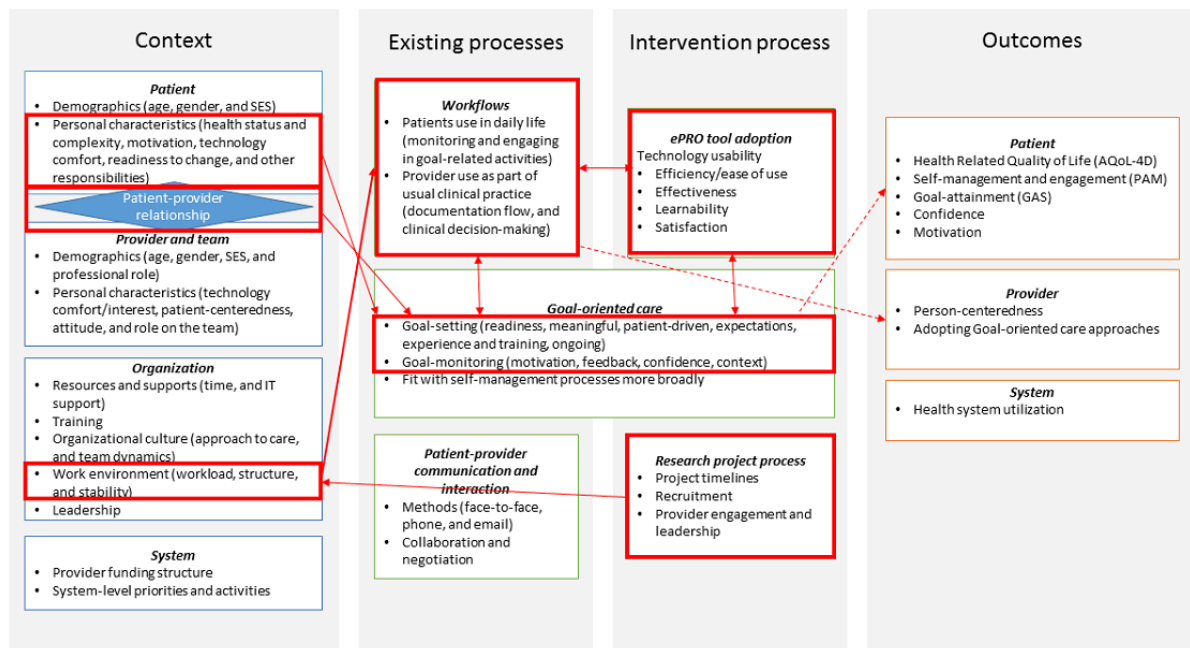 Context
Patient
• Demographics (age, gender, and SES)
• Personal characteristics (health status and
complexity, motivation, technology
comfort, readiness to change, and other
responsibilities)
Patient-provider
relationship
Provider and team
• Demographics (age, gender, SES, and
professional role)
• Personal characteristics (technology
comfort/interest, patient-centeredness,
attitude, and role on the team)
Organization
• Resources and supports (time, and IT
support)
• Training
• Organizational culture (approach to care,
and team dynamics)
• Work environment (workload, structure,
and stability)
• Leadership
System
• Provider funding structure
• System-level priorities and activities
Existing processes
Workflows
• Patients use in daily life
(monitoring and engaging
in goal-related activities)
• Provider use as part of
usual clinical practice
(documentation flow, and
clinical decision-making)
Intervention process
ePRO tool adoption
Technology usability
• Efficiency/ease of use
• Effectiveness
• Learnability
• Satisfaction
Goal-oriented care
• Goal-setting (readiness, meaningful, patient-driven, expectations,
experience and training, ongoing)
• Goal-monitoring (motivation, feedback, confidence, context)
• Fit with self-management processes more broadly
Patient-provider
communication and
interaction
• Methods (face-to-face,
phone, and email)
• Collaboration and
negotiation
Research project process
• Project timelines
• Recruitment
• Provider engagement and
leadership
Outcomes
Patient
• Health Related Quality of Life (AQoL-4D)
• Self-management and engagement (PAM)
• Goal-attainment (GAS)
• Confidence
• Motivation
Provider
• Person-centeredness
• Adopting Goal-oriented care approaches
System
• Health system utilization